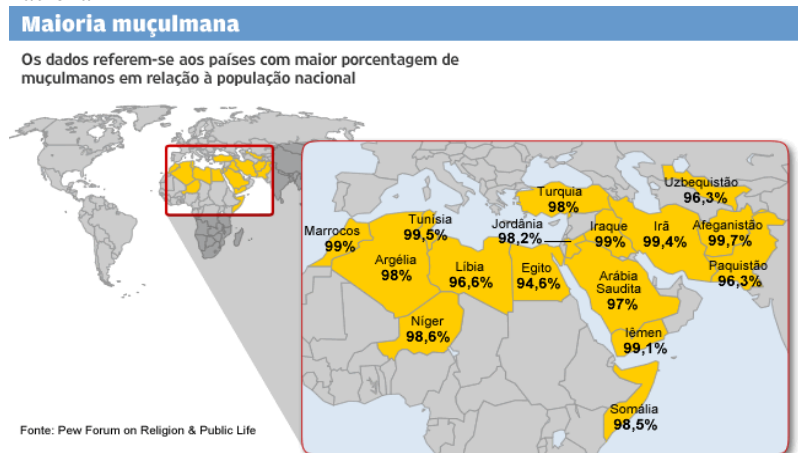 Maioria muçulmana
Os dados referem-se aos países com maior porcentagem de
muçulmanos em relação à população nacional
Uzbequistão
96,3%
Turquia
98%
Tunísia
99,5%
Jordânia
98,2%
Marrocos
99%
Iraque
99%
Irã
99,4%
Afeganistão
99,7%
Argélia
98%
Líbia
96,6%
Egito
94,6%
Paquistão
96,3%
Arábia
Saudita
97%
Níger
98,6%
Iêmen
99,1%
Somália
98,5%
Fonte: Pew Forum on Religion & Public Life